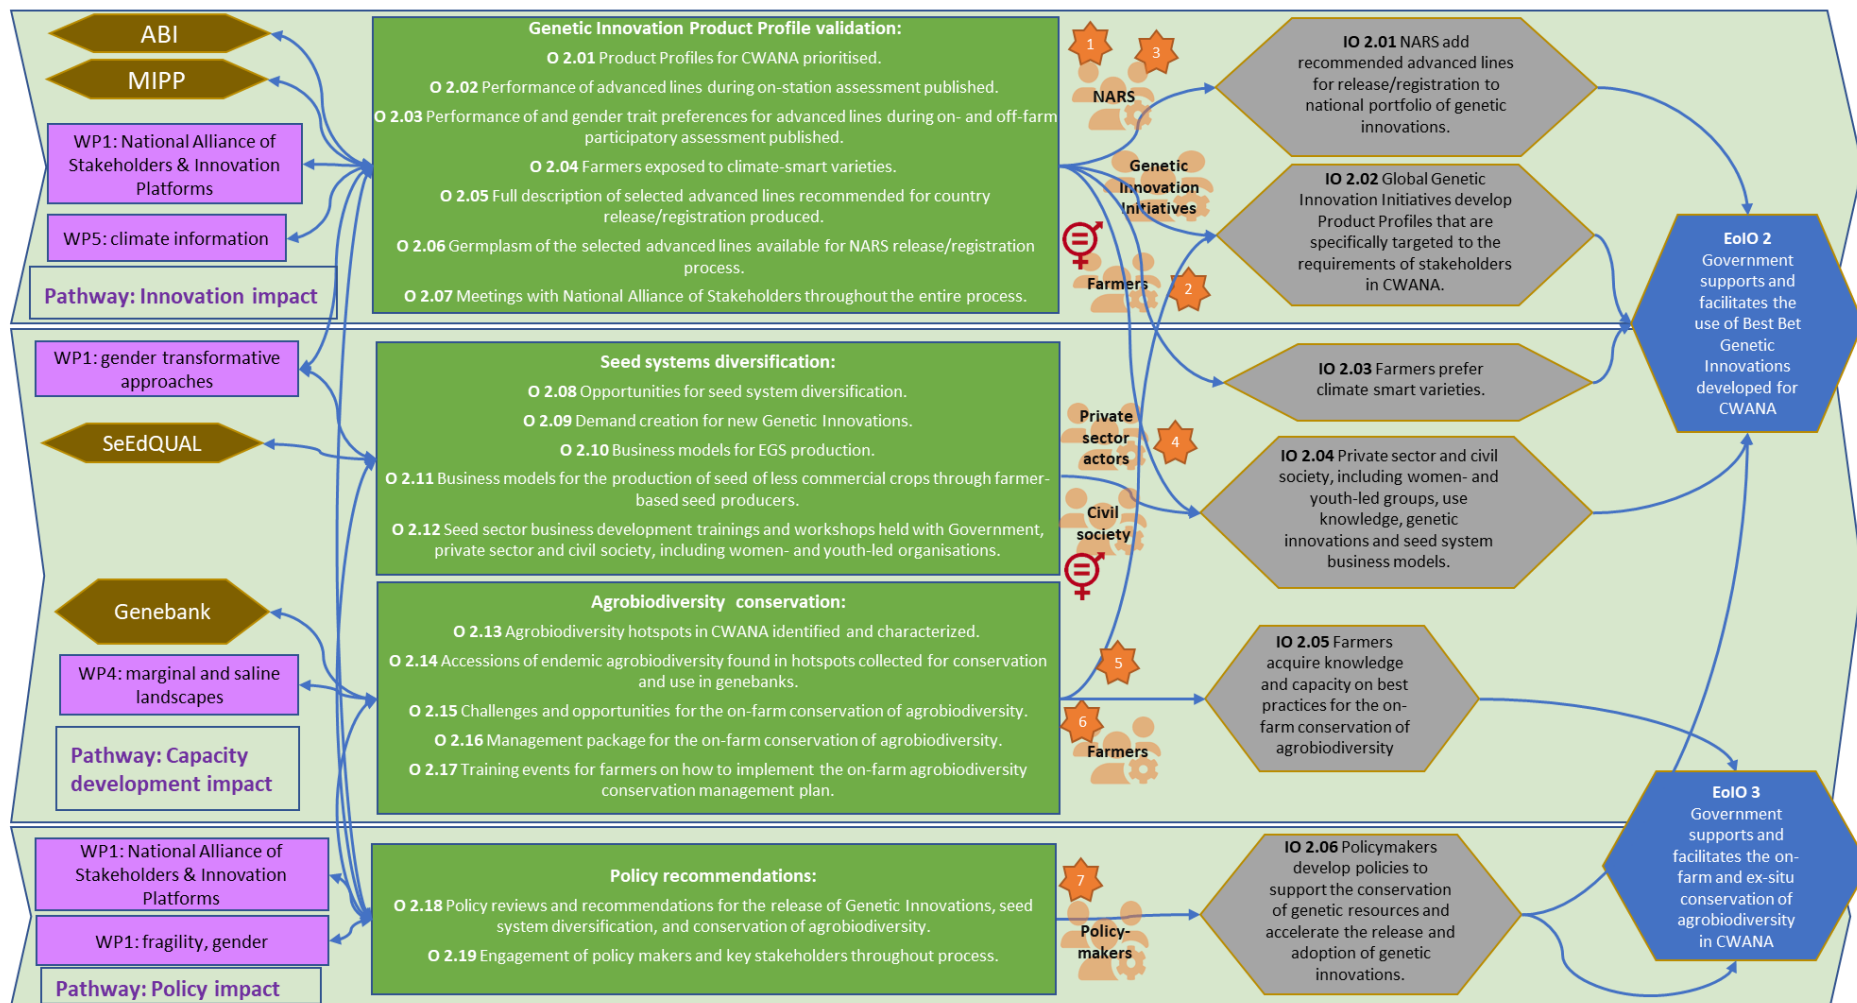 ABI
MIPP
WP1: National Alliance of
Stakeholders & Innovation
Platforms
WP5: climate information
Pathway: Innovation impact
Genetic Innovation Product Profile validation:
O 2.01 Product Profiles for CWANA prioritised.
O 2.02 Performance of advanced lines during on-station assessment published.
O 2.03 Performance of and gender trait preferences for advanced lines during on- and off-farm
participatory assessment published.
O 2.04 Farmers exposed to climate-smart varieties.
O 2.05 Full description of selected advanced lines recommended for country
release/registration produced.
O 2.06 Germplasm of the selected advanced lines available for NARS release/registration
process.
O 2.07 Meetings with National Alliance of Stakeholders throughout the entire process.
1
3
NARS
Genetic
Innovation
Initiatives
Farmers
2
IO 2.01 NARS add
recommended advanced lines
for release/registration to
national portfolio of genetic
innovations.
IO 2.02 Global Genetic
Innovation Initiatives develop
Product Profiles that are
specifically targeted to the
requirements of stakeholders
in CWANA.
EoIO 2
Government
supports and
facilitates the
use of Best Bet
Genetic
Innovations
developed for
CWANA
WP1: gender transformative
approaches
SeEdQUAL
Genebank
WP4: marginal and saline
landscapes
Pathway: Capacity
development impact
Seed systems diversification:
O 2.08 Opportunities for seed system diversification.
O 2.09 Demand creation for new Genetic Innovations.
O 2.10 Business models for EGS production.
O 2.11 Business models for the production of seed of less commercial crops through farmer-
based seed producers.
O 2.12 Seed sector business development trainings and workshops held with Government,
private sector and civil society, including women- and youth-led organisations.
Private
sector
actors
4
Civil
society
IO 2.03 Farmers prefer
climate smart varieties.
IO 2.04 Private sector and civil
society, including women- and
youth-led groups, use
knowledge, genetic
innovations and seed system
business models.
Agrobiodiversity conservation:
O 2.13 Agrobiodiversity hotspots in CWANA identified and characterized.
O 2.14 Accessions of endemic agrobiodiversity found in hotspots collected for conservation
and use in genebanks.
O 2.15 Challenges and opportunities for the on-farm conservation of agrobiodiversity.
O 2.16 Management package for the on-farm conservation of agrobiodiversity.
O 2.17 Training events for farmers on how to implement the on-farm agrobiodiversity
conservation management plan.
5
6
Farmers
IO 2.05 Farmers
acquire knowledge
and capacity on best
practices for the on-
farm conservation of
agrobiodiversity
EoIO 3
Government
supports and
facilitates the on-
farm and ex-situ
conservation of
agrobiodiversity
in CWANA
WP1: National Alliance of
Stakeholders & Innovation
Platforms
WP1: fragility, gender
Pathway: Policy impact
Policy recommendations:
O 2.18 Policy reviews and recommendations for the release of Genetic Innovations, seed
system diversification, and conservation of agrobiodiversity.
O 2.19 Engagement of policy makers and key stakeholders throughout process.
7
Policy-
makers
IO 2.06 Policymakers
develop policies to
support the conservation
of genetic resources and
accelerate the release and
adoption of genetic
innovations.